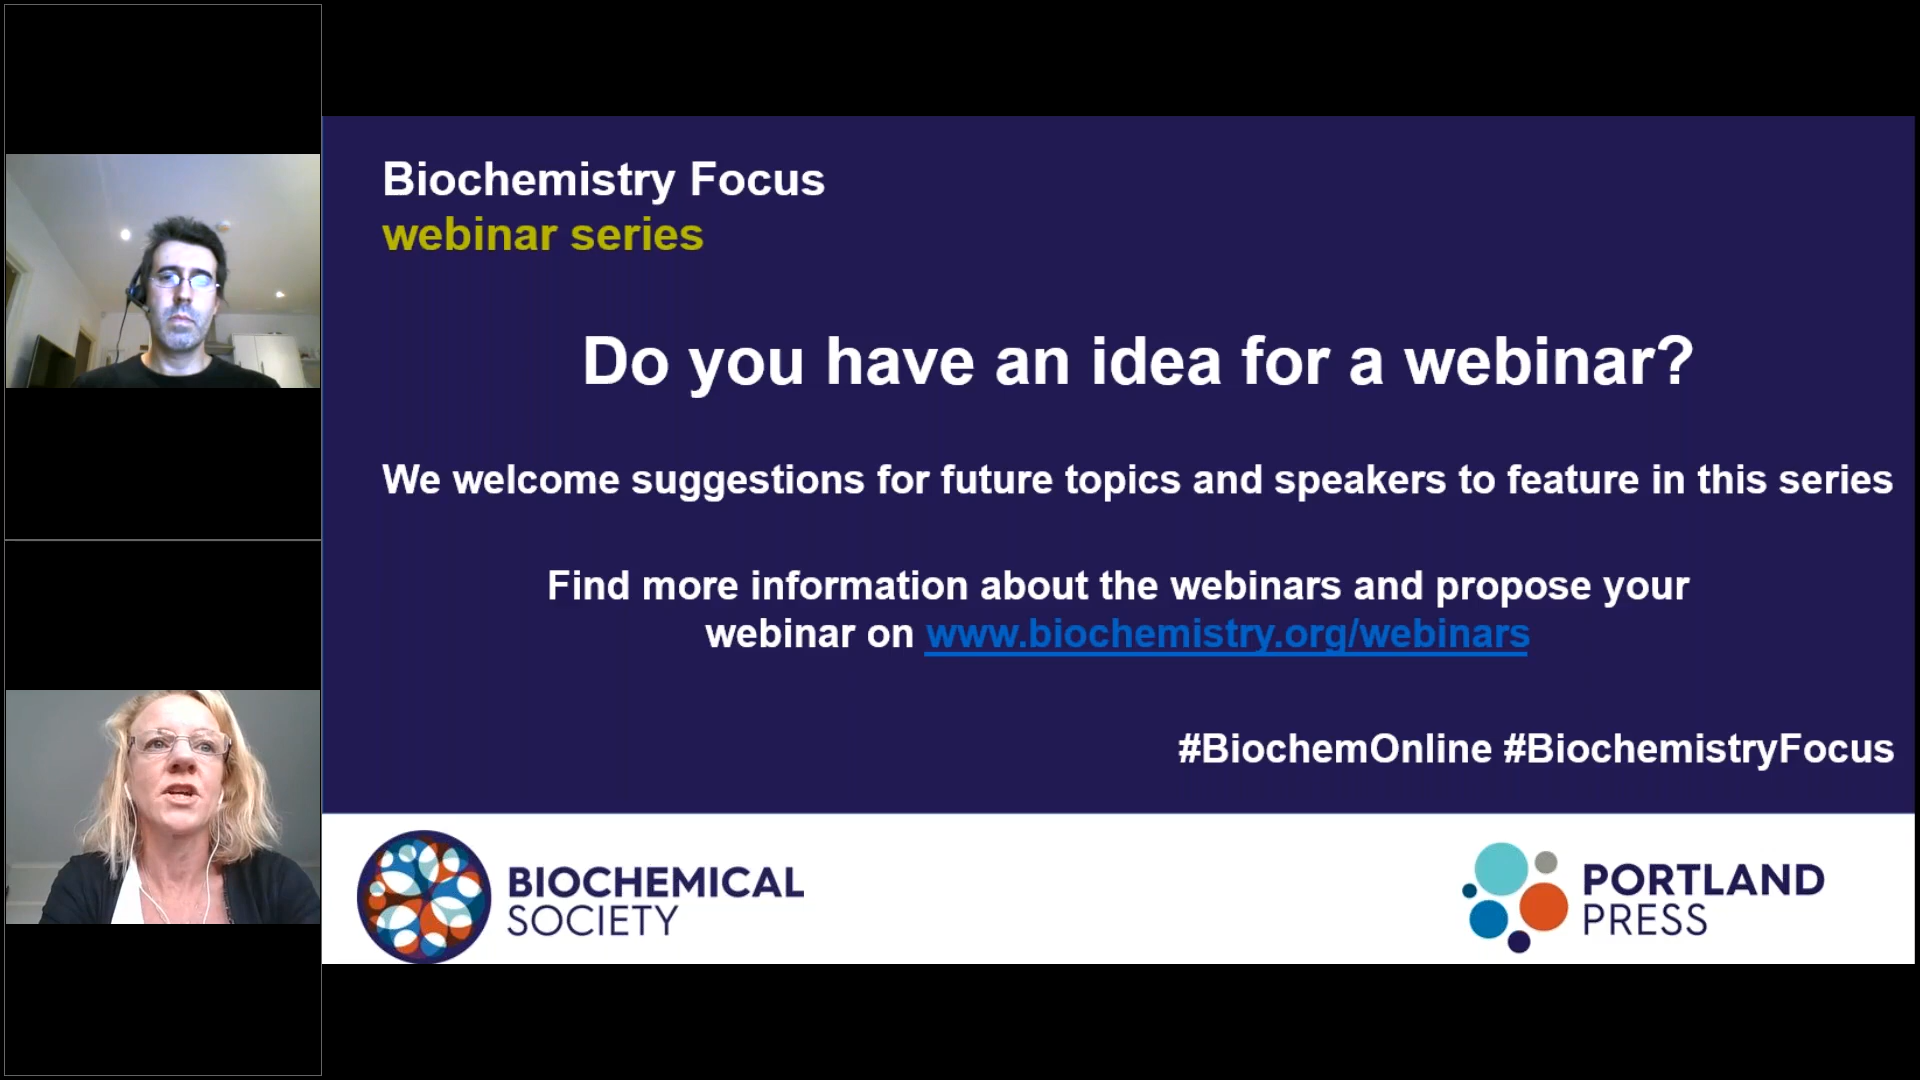 Biochemistry Focus
webinar series
Do you have an idea for a webinar?
We welcome suggestions for future topics and speakers to feature in this series
Find more information about the webinars and propose your
webinar on www.biochemistry.org/webinars
#BiochemOnline #BiochemistryFocus
BIOCHEMICAL
SOCIETY
PORTLAND
PRESS